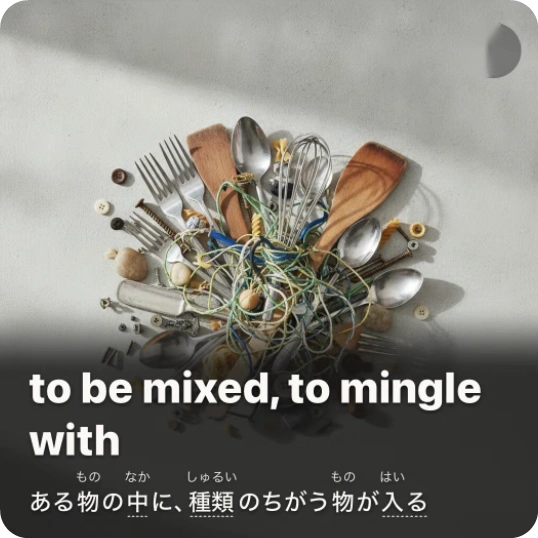 to be mixed, to mingle
with
もの なか しゅるい もの はい
ある物の中に、種類のちがう物が入る